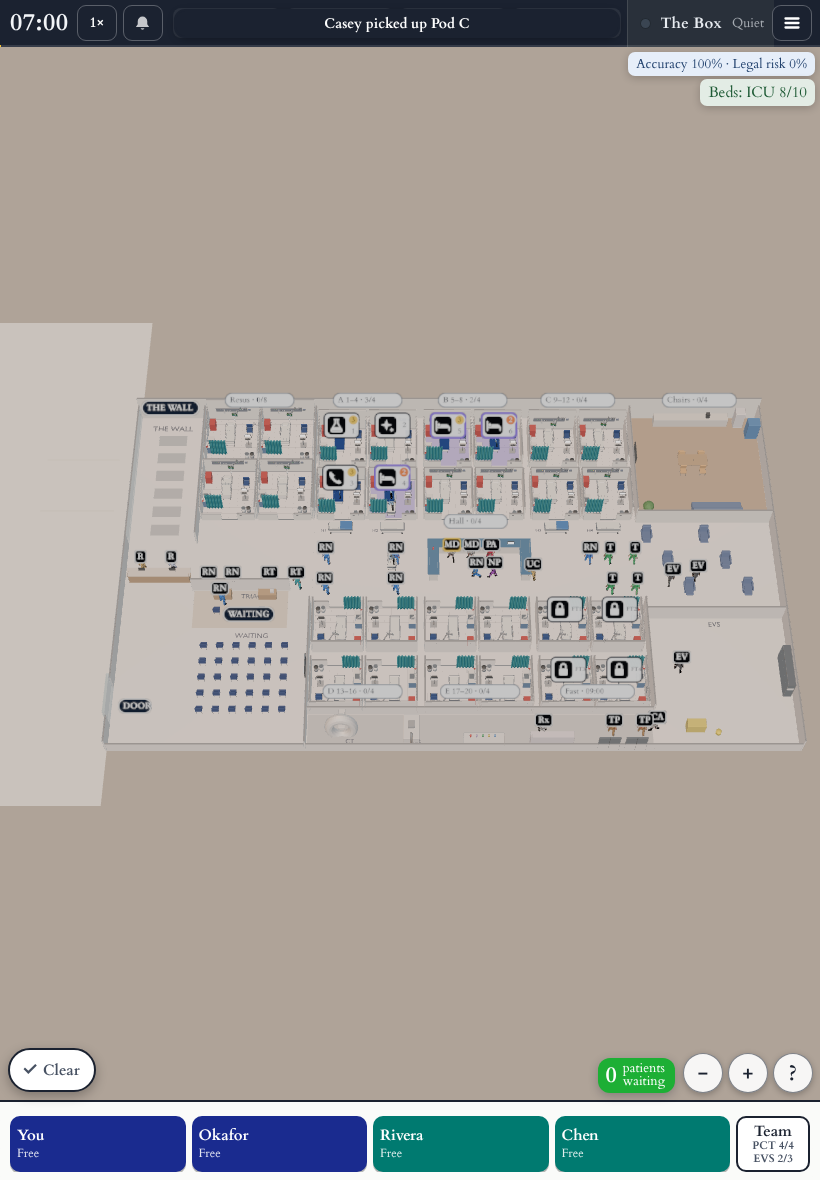 07:00
1×
Casey picked up Pod C
The Box
Quiet
Accuracy 100% · Legal risk 0%
Beds: ICU 8/10
THE WALL
Resus · 0/8
A 1–4 · 3/4
B 5–8 · 2/4
C 9–12 · 0/4
Chairs · 0/4
THE WALL
Hall · 0/4
RN
RN
MD
MD
PA
RN
T
T
R
R
RN
NP
UC
EV
EV
RN
RN
RT
RT
RN
RN
T
T
RN
TRIA
WAITING
WAITING
EVS
EV
D 13–16 · 0/4
E 17–20 · 0/4
Fast · 09:00
DOOR
Rx
TP
TP
CA
CT
Clear
0 patients
waiting
−
+
?
You
Free
Okafor
Free
Rivera
Free
Chen
Free
Team
PCT 4/4
EVS 2/3